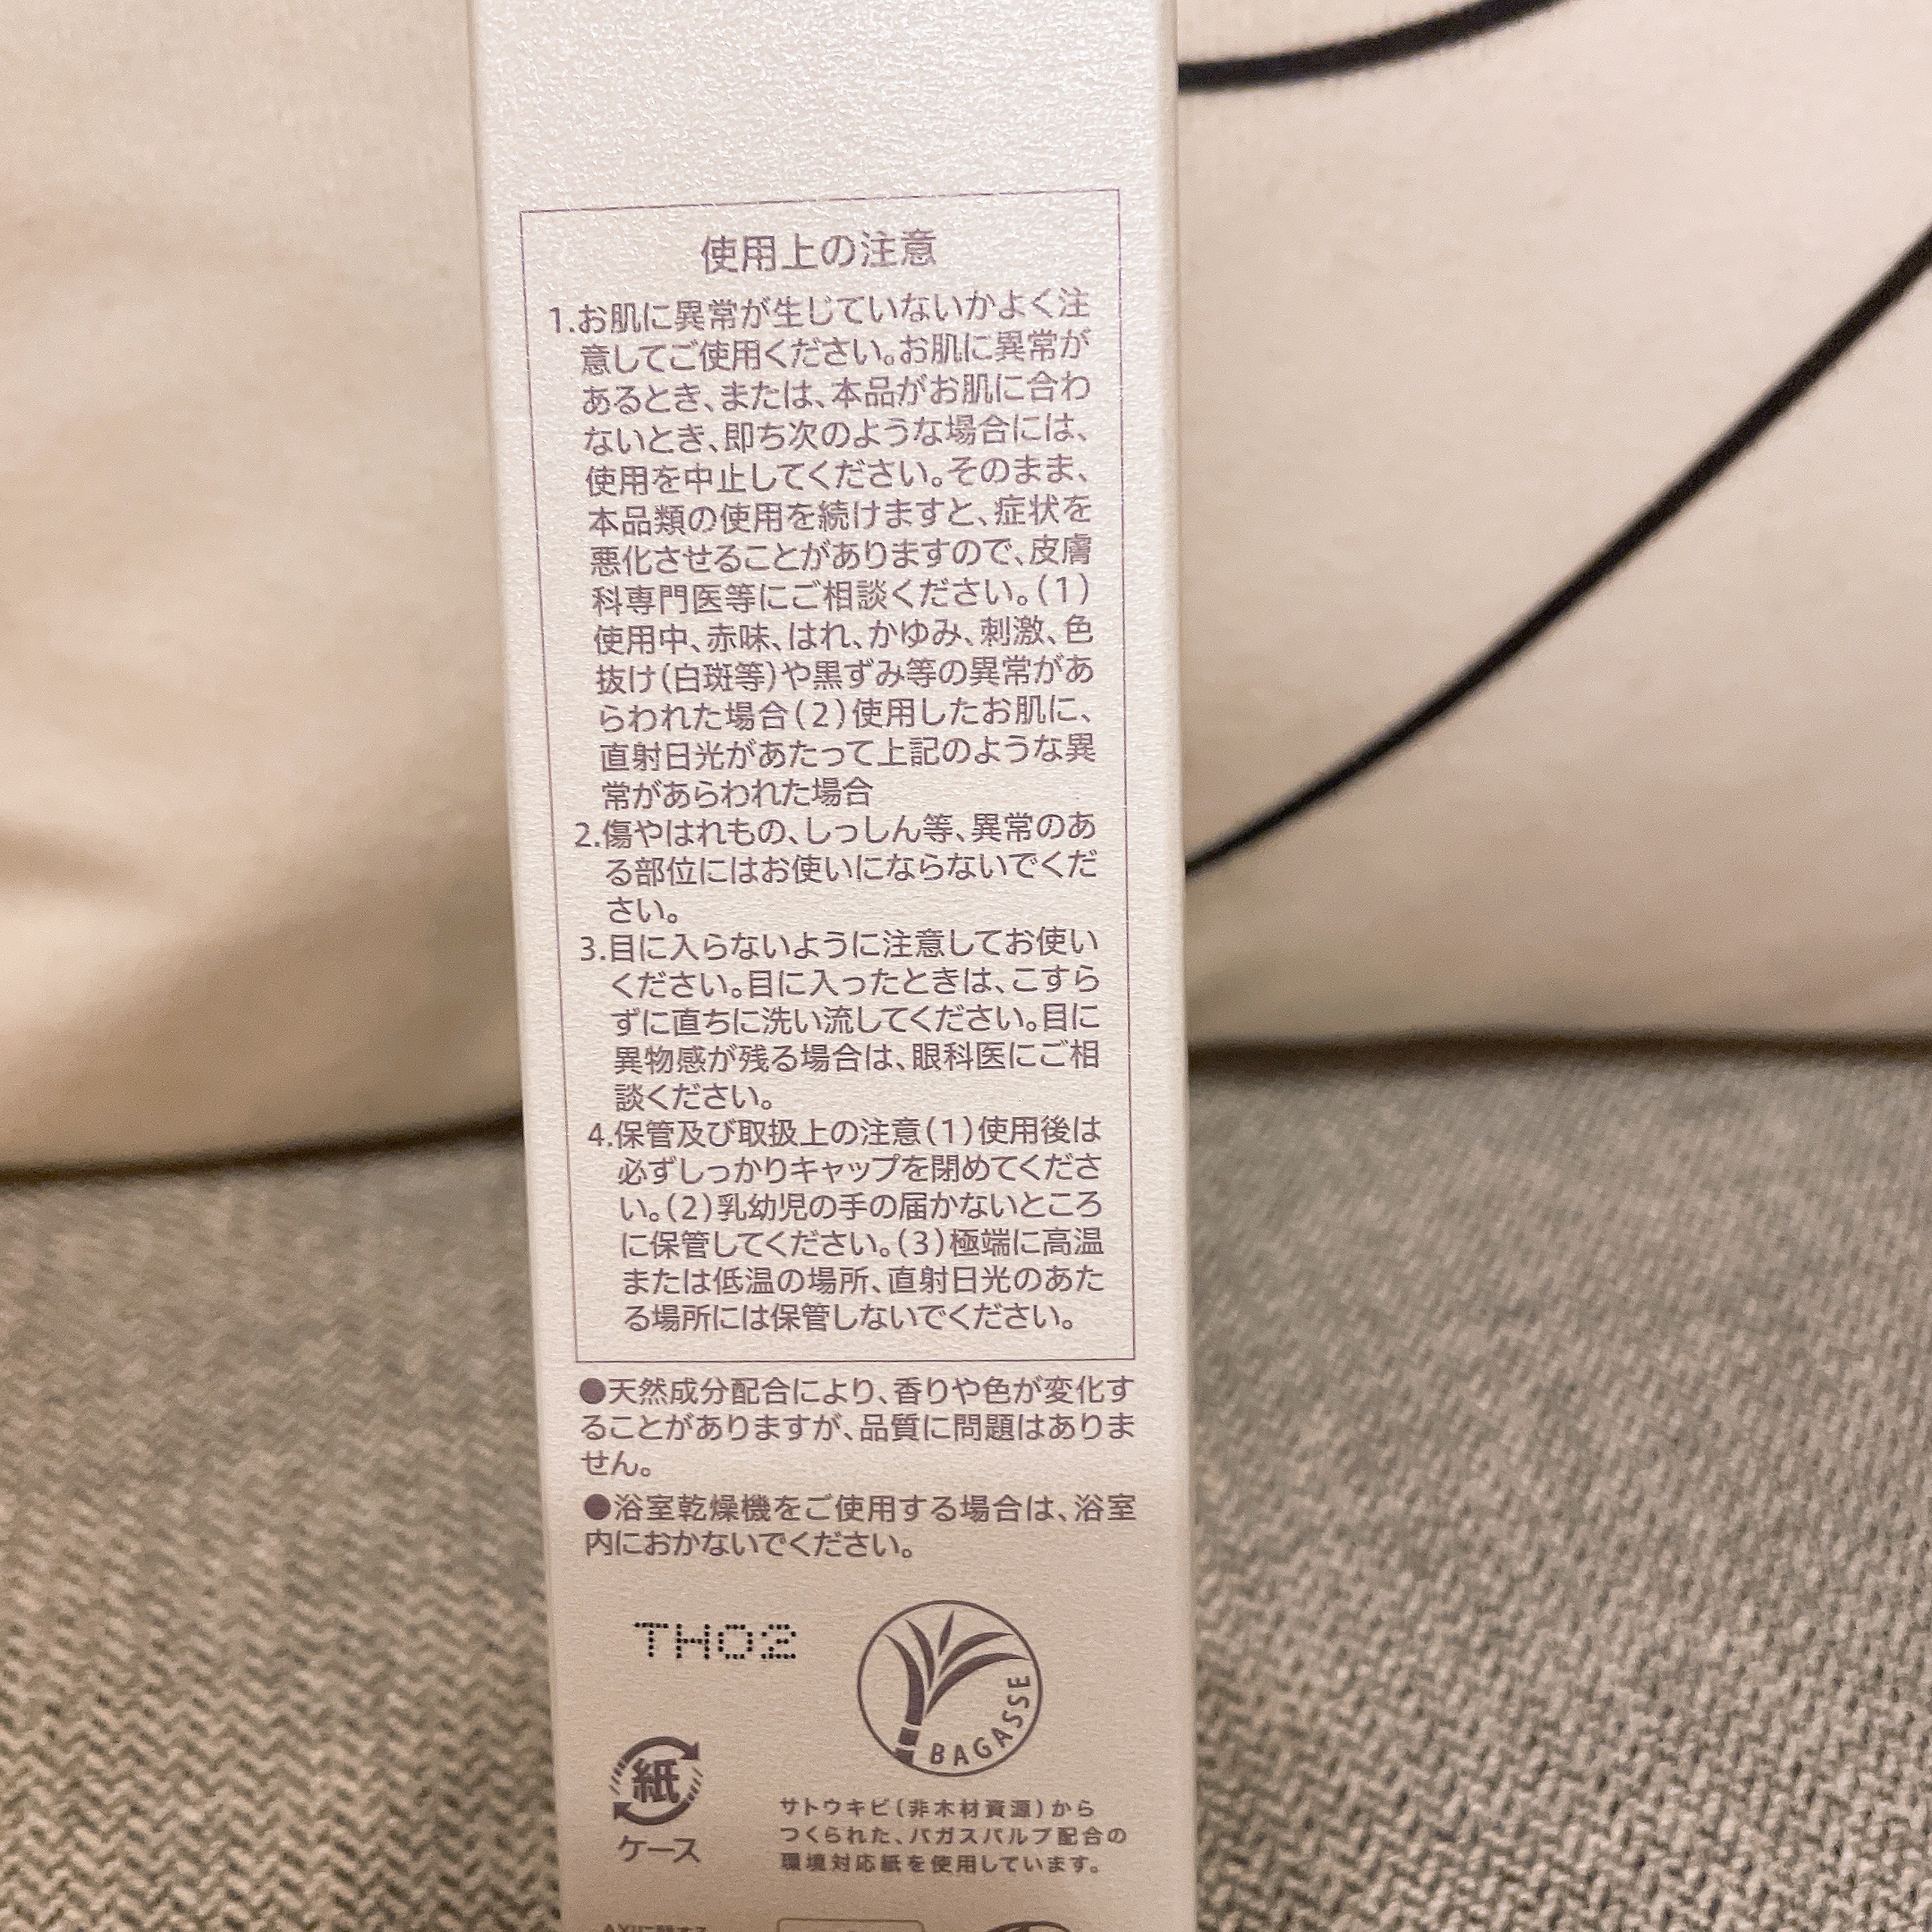 使用上の注意
1.お肌に異常が生じていないかよく注
意してご使用ください。お肌に異常が
あるとき、または、本品がお肌に合わ
ないとき、即ち次のような場合には、
使用を中止してください。そのまま、
本品類の使用を続けますと、症状を
悪化させることがありますので、皮膚
科専門医等にご相談ください。(1)
使用中、赤味、はれ、かゆみ、刺激、色
抜け(白斑等)や黒ずみ等の異常があ
らわれた場合(2)使用したお肌に、
直射日光があたって上記のような異
常があらわれた場合
2.傷やはれもの、しっしん等、異常のあ
る部位にはお使いにならないでくだ
さい。
3.目に入らないように注意してお使い
ください。目に入ったときは、こすら
ずに直ちに洗い流してください。目に
異物感が残る場合は、眼科医にご相
談ください。
4.保管及び取扱上の注意(1)使用後は
必ずしっかりキャップを閉めてくださ
い。(2)乳幼児の手の届かないところ
に保管してください。(3)極端に高温
または低温の場所、直射日光のあた
る場所には保管しないでください。
●天然成分配合により、香りや色が変化す
ることがありますが、品質に問題はありま
せん。
●浴室乾燥機をご使用する場合は、浴室
内におかないでください。
TH02
BAGASSE
紙
ケース
サトウキビ(非木材資源)から
つくられた、バガスパルプ配合の
環境対応紙を使用しています。